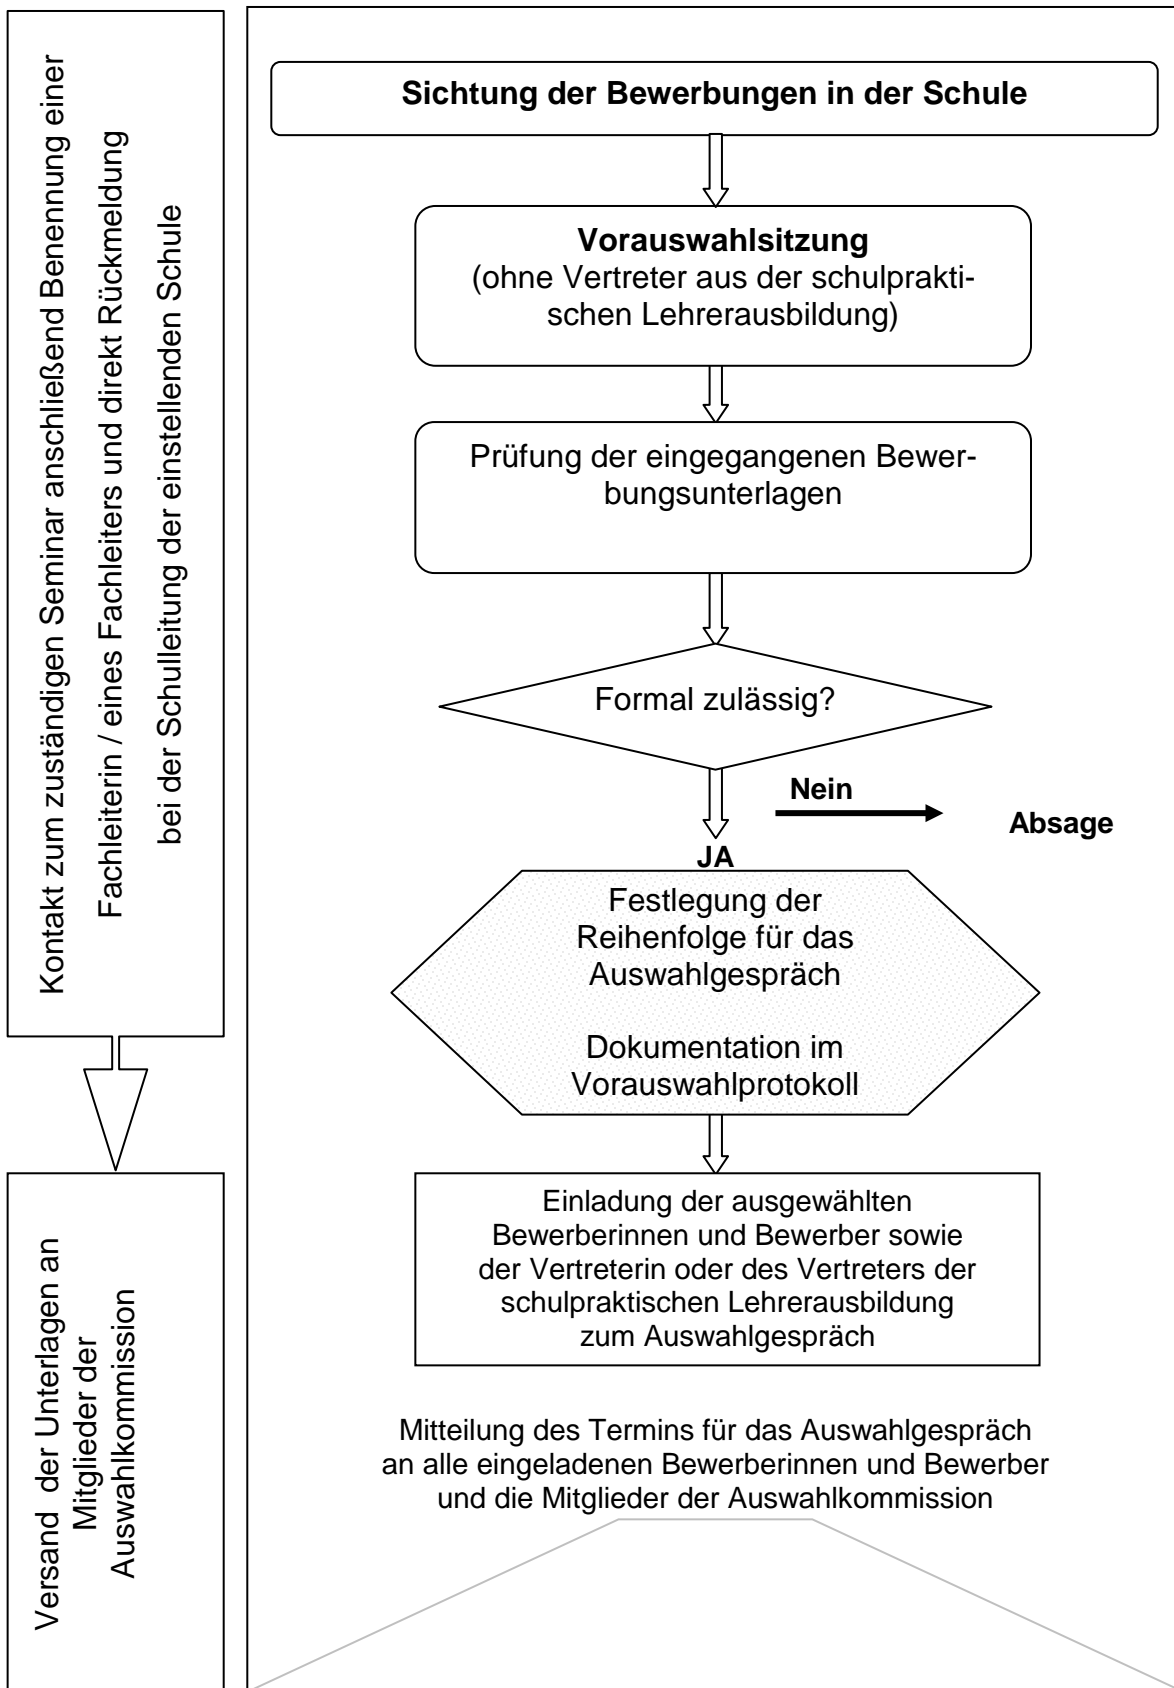 Kontakt zum zuständigen Seminar anschließend Benennung einer
Fachleiterin / eines Fachleiters und direkt Rückmeldung
bei der Schulleitung der einstellenden Schule
Versand der Unterlagen an
Mitglieder der
Auswahlkommission
Sichtung der Bewerbungen in der Schule
Vorauswahlsitzung
(ohne Vertreter aus der schulprakti-
schen Lehrerausbildung)
Prüfung der eingegangenen Bewer-
bungsunterlagen
Formal zulässig?
Nein
Absage
JA
Festlegung der
Reihenfolge für das
Auswahlgespräch
Dokumentation im
Vorauswahlprotokoll
Einladung der ausgewählten
Bewerberinnen und Bewerber sowie
der Vertreterin oder des Vertreters der
schulpraktischen Lehrerausbildung
zum Auswahlgespräch
Mitteilung des Termins für das Auswahlgespräch
an alle eingeladenen Bewerberinnen und Bewerber
und die Mitglieder der Auswahlkommission